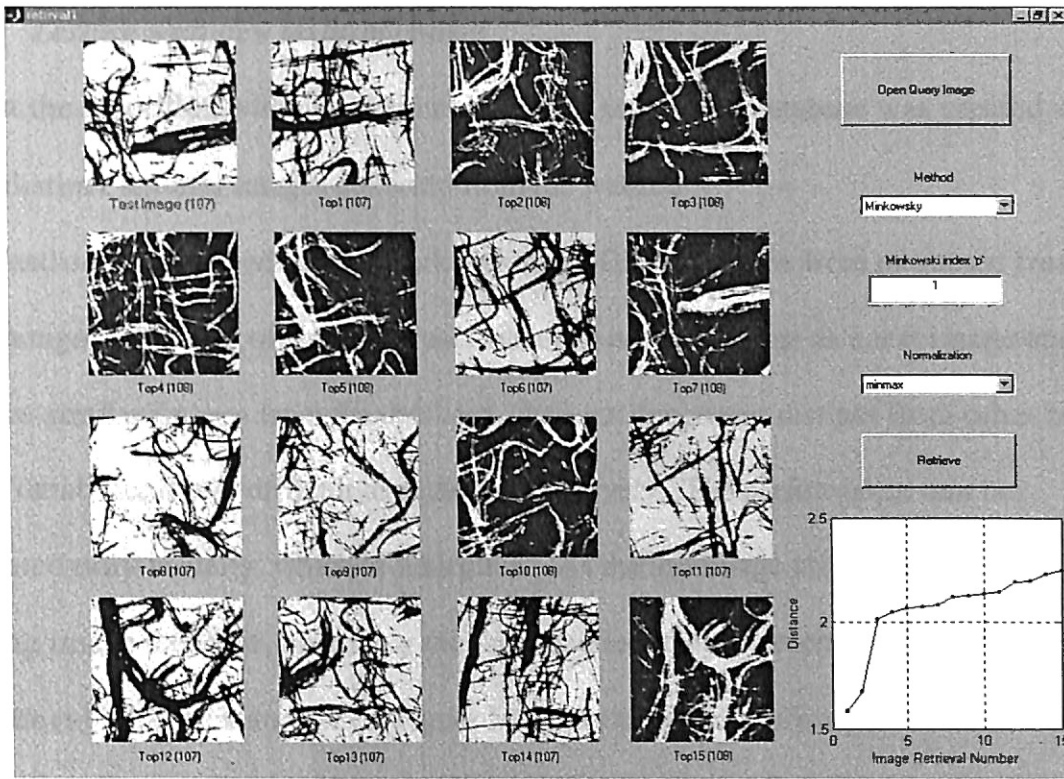 retrieval1
Open Query Image
Test Image (107)
Top1 (107)
Top2 (108)
Top3 (108)
Method
Minkowsky
Minkowski index 'p'
1
Top4 (108)
Top5 (108)
Top6 (107)
Top7 (108)
Normalization
minmax
Retrieve
Top8 (107)
Top9 (107)
Top10 (108)
Top11 (107)
2.5
2
1.5
Distance
0
5
10
15
Image Retrieval Number
Top12 (107)
Top13 (107)
Top14 (107)
Top15 (108)